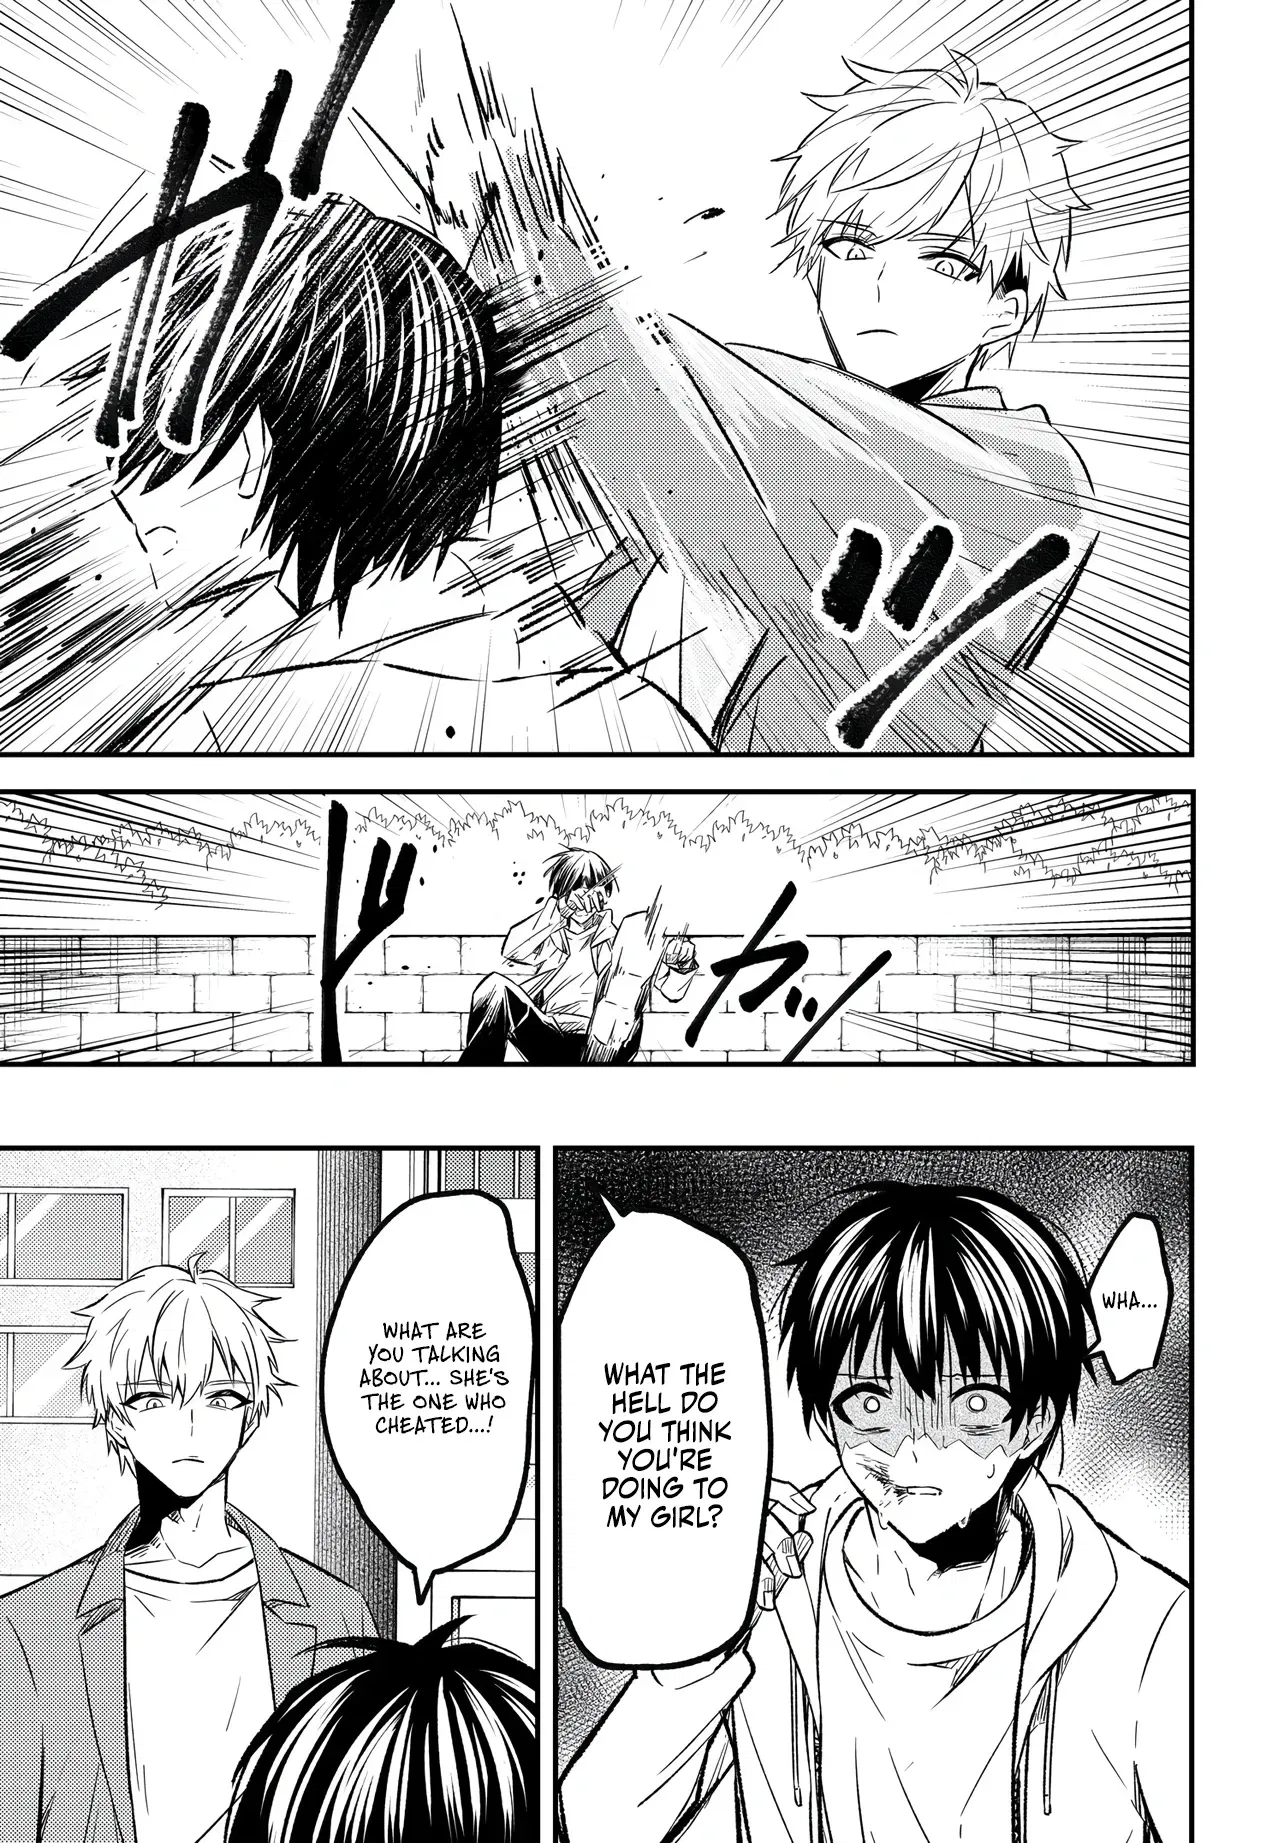 ガッ
ドカッ
WHA...
WHAT THE
HELL DO
YOU THINK
YOU'RE
DOING TO
MY GIRL?
WHAT ARE
YOU TALKING
ABOUT... SHE'S
THE ONE WHO
CHEATED...!